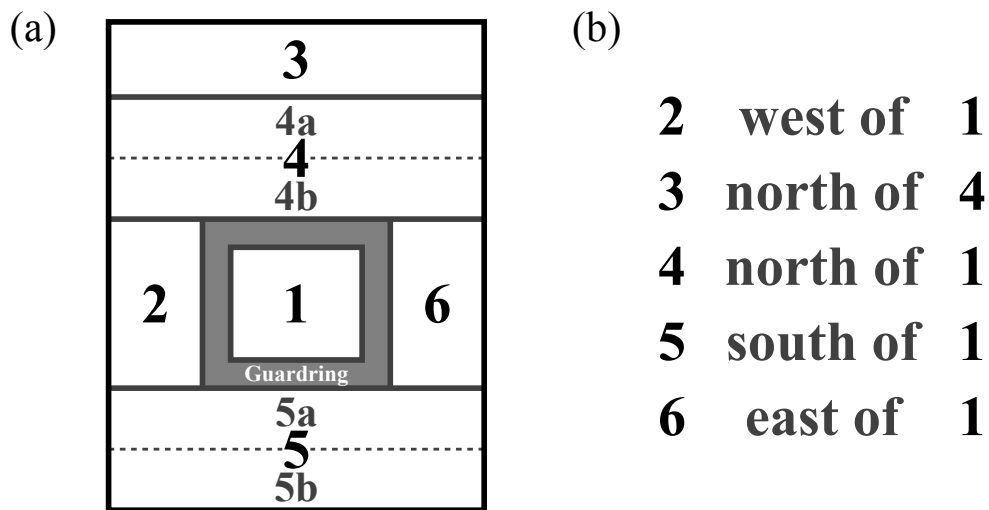 (a)
3
4a
4
4b
2
1
6
Guardring
5a
5
5b
(b)
2 west of 1
3 north of 4
4 north of 1
5 south of 1
6 east of 1